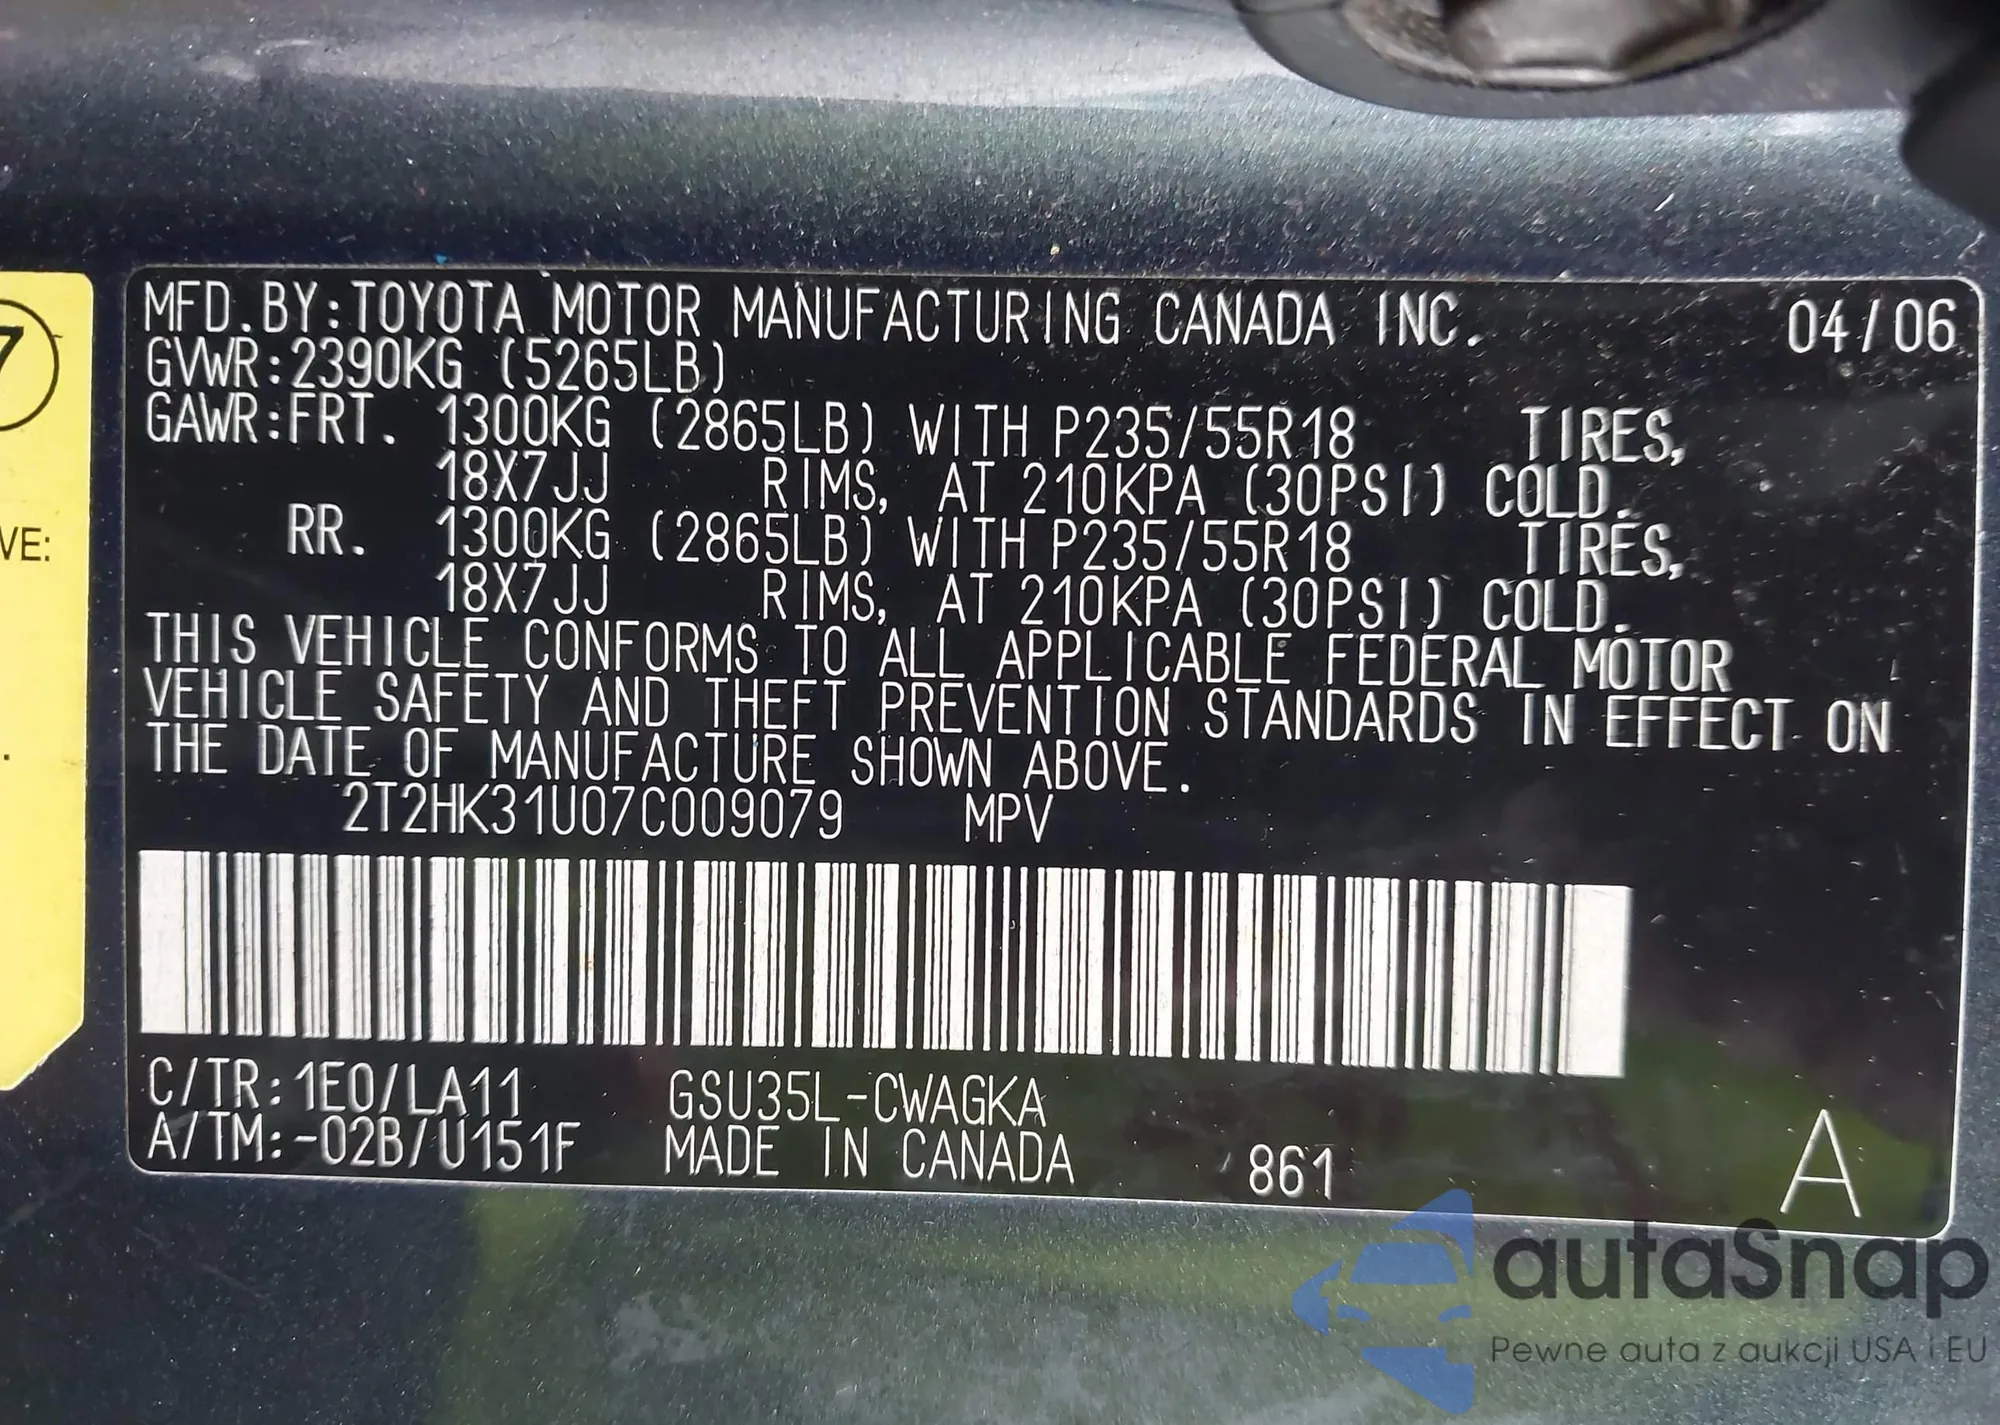 MFD. BY: TOYOTA MOTOR MANUFACTURING CANADA INC. 04/06
GVWR: 2390KG (5265LB)
GAWR: FRT. 1300KG (2865LB) WITH P235/55R18 TIRES,
18X7JJ RIMS, AT 210KPA (30PSI) COLD.
RR. 1300KG (2865LB) WITH P235/55R18 TIRES,
18X7JJ RIMS, AT 210KPA (30PSI) COLD.
THIS VEHICLE CONFORMS TO ALL APPLICABLE FEDERAL MOTOR
VEHICLE SAFETY AND THEFT PREVENTION STANDARDS IN EFFECT ON
THE DATE OF MANUFACTURE SHOWN ABOVE.
2T2HK31U07C009079 MPV
C/TR: 1E0/LA11 GSU35L-CWAGKA
A/TM: -02B/U151F MADE IN CANADA 861 A
7
VE:
autaSnap
Pewne auta z aukcji USA i EU